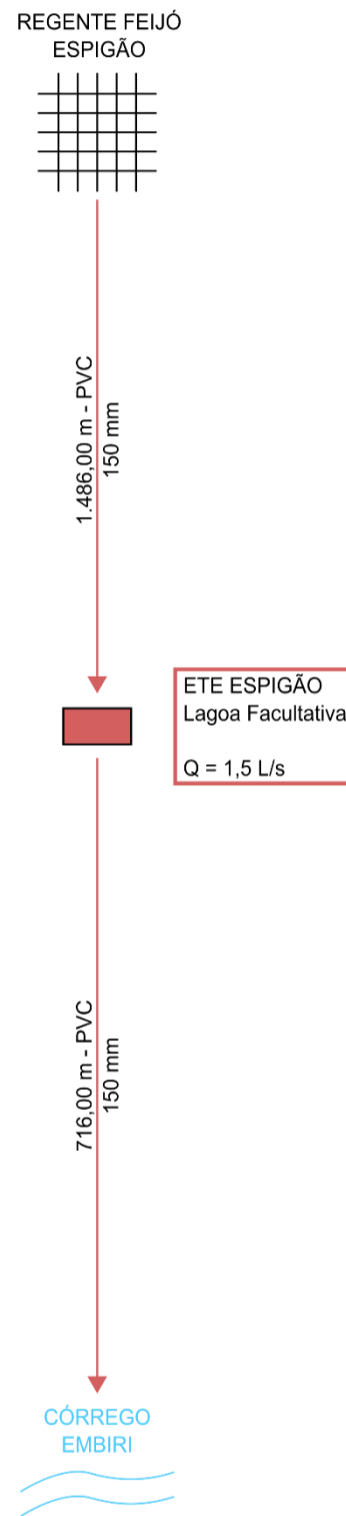 REGENTE FEIJÓ
ESPIGÃO
1.486,00 m - PVC
150 mm
ETE ESPIGÃO
Lagoa Facultativa
Q = 1,5 L/s
716,00 m - PVC
150 mm
CÓRREGO
EMBIRI